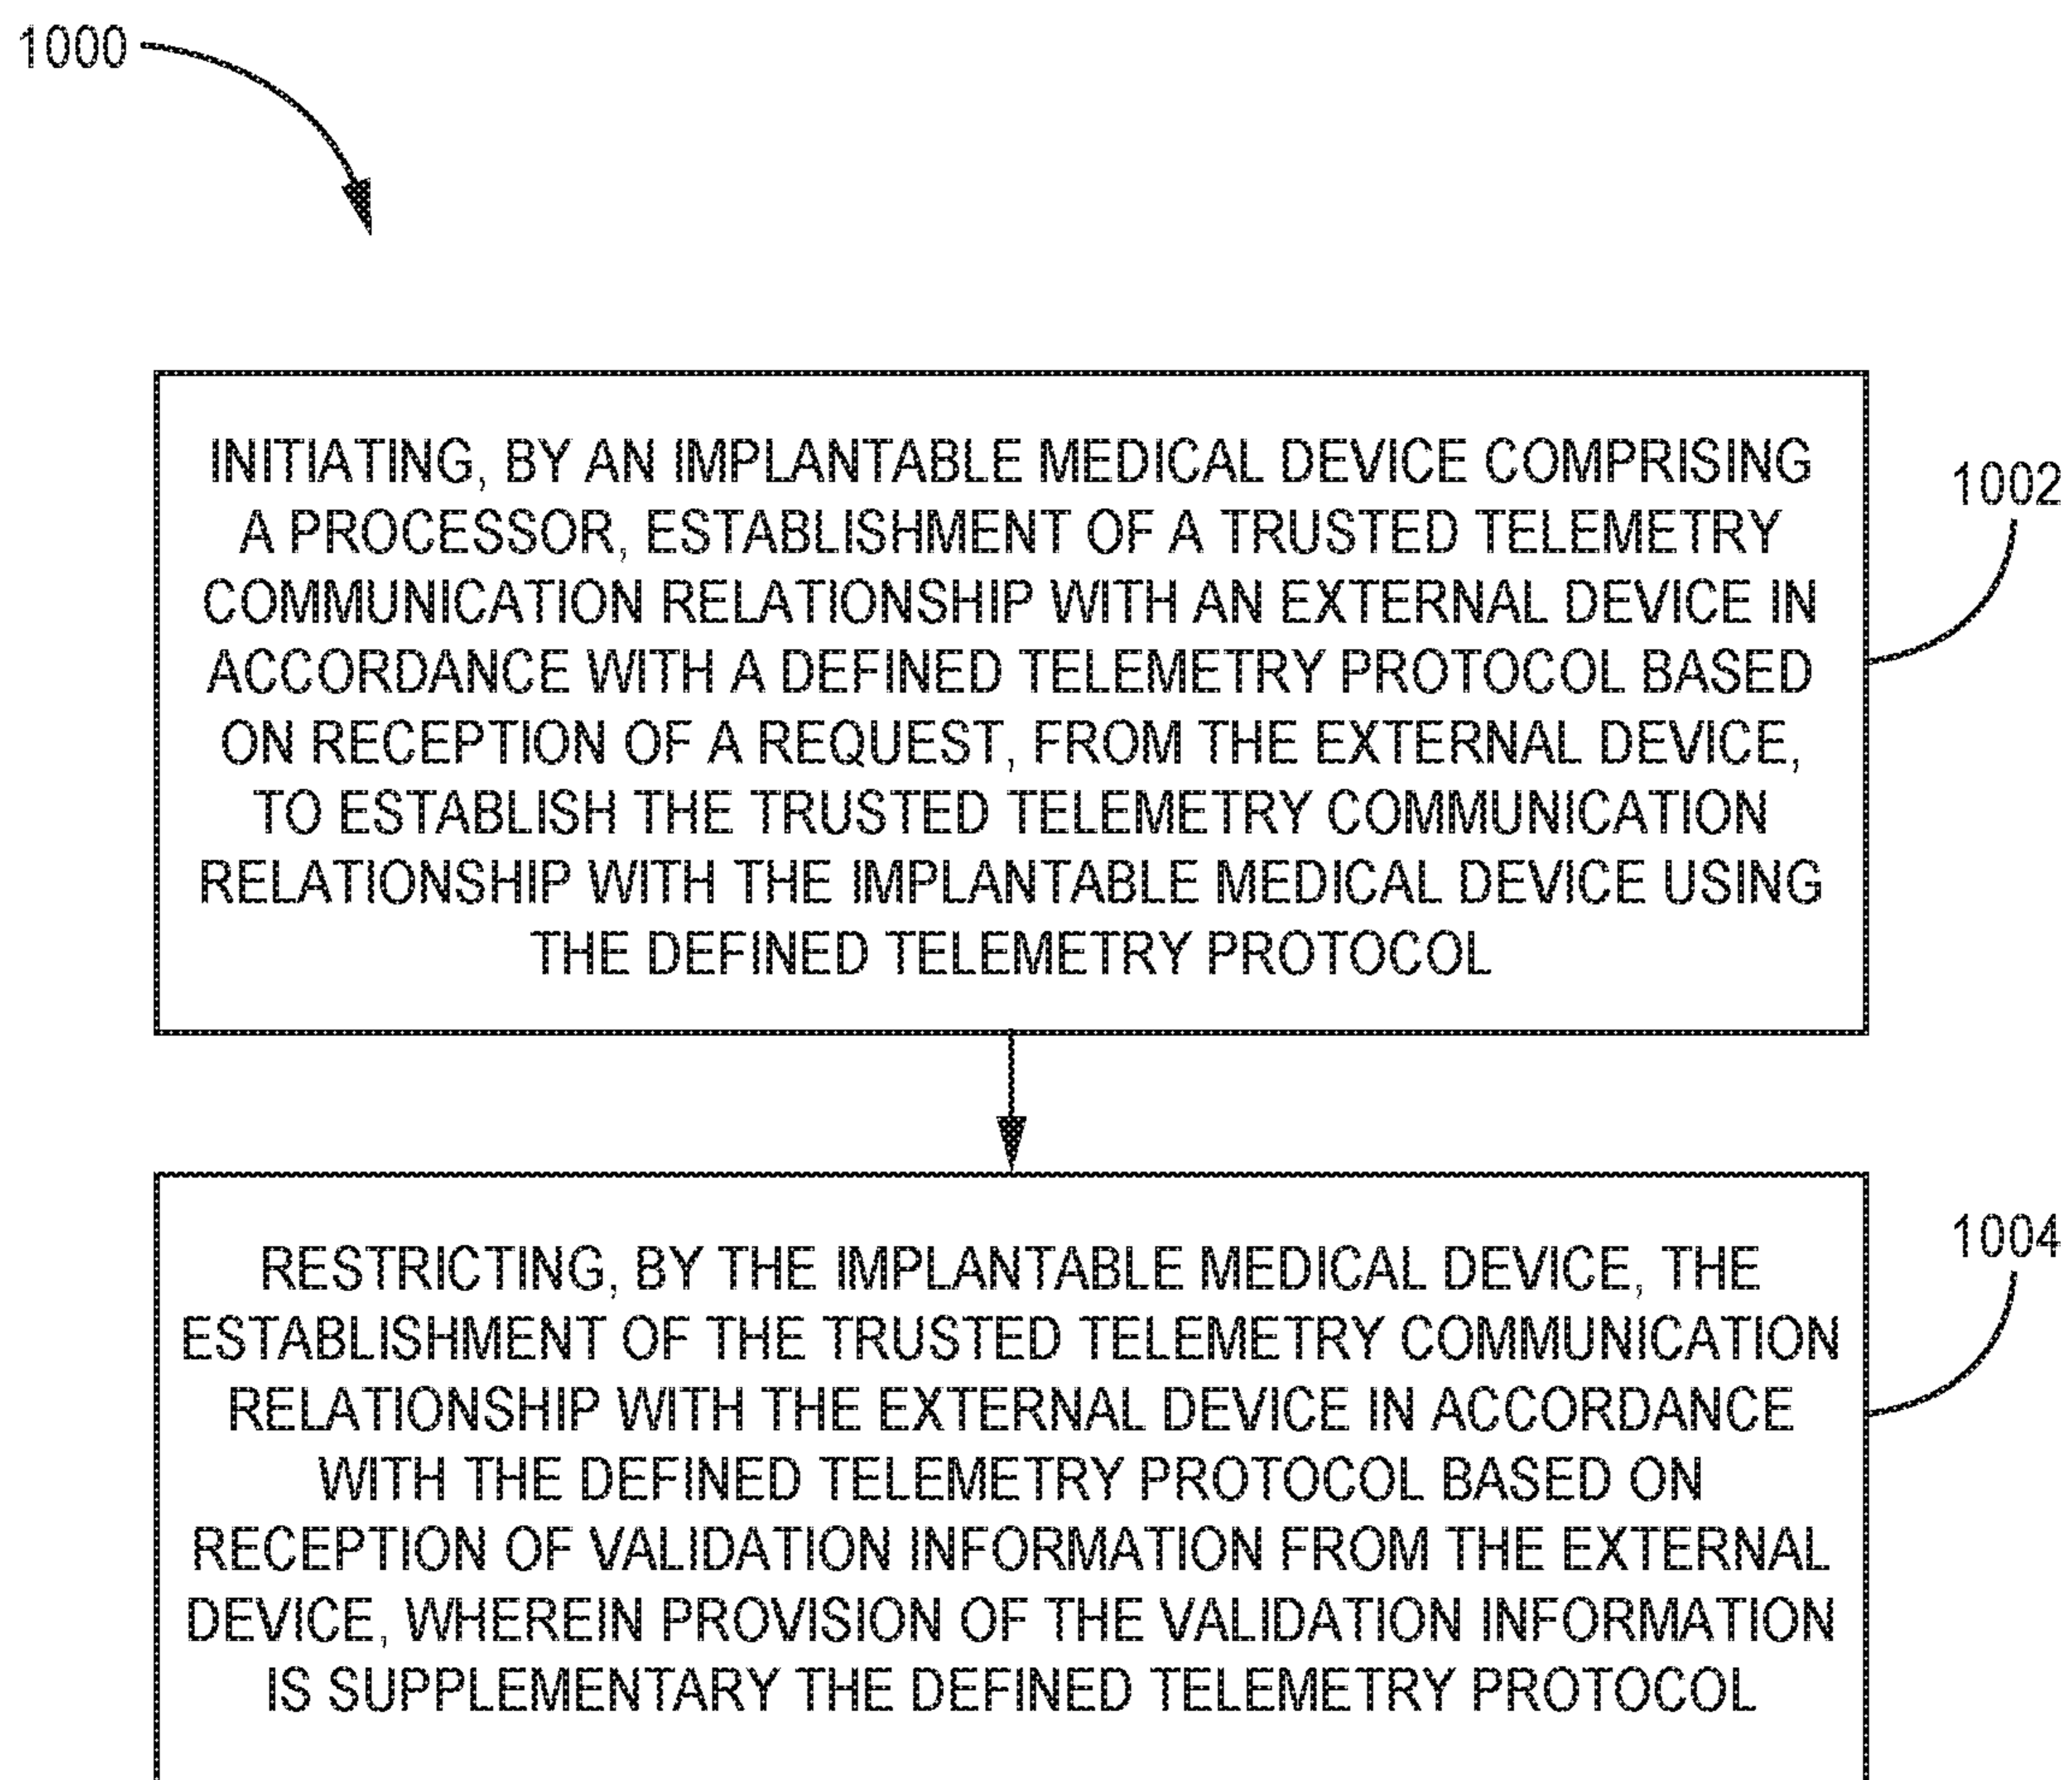 1000
INITIATING, BY AN IMPLANTABLE MEDICAL DEVICE COMPRISING
A PROCESSOR, ESTABLISHMENT OF A TRUSTED TELEMETRY
COMMUNICATION RELATIONSHIP WITH AN EXTERNAL DEVICE IN
ACCORDANCE WITH A DEFINED TELEMETRY PROTOCOL BASED
ON RECEPTION OF A REQUEST, FROM THE EXTERNAL DEVICE,
TO ESTABLISH THE TRUSTED TELEMETRY COMMUNICATION
RELATIONSHIP WITH THE IMPLANTABLE MEDICAL DEVICE USING
THE DEFINED TELEMETRY PROTOCOL
1002
RESTRICTING, BY THE IMPLANTABLE MEDICAL DEVICE, THE
ESTABLISHMENT OF THE TRUSTED TELEMETRY COMMUNICATION
RELATIONSHIP WITH THE EXTERNAL DEVICE IN ACCORDANCE
WITH THE DEFINED TELEMETRY PROTOCOL BASED ON
RECEPTION OF VALIDATION INFORMATION FROM THE EXTERNAL
DEVICE, WHEREIN PROVISION OF THE VALIDATION INFORMATION
IS SUPPLEMENTARY THE DEFINED TELEMETRY PROTOCOL
1004